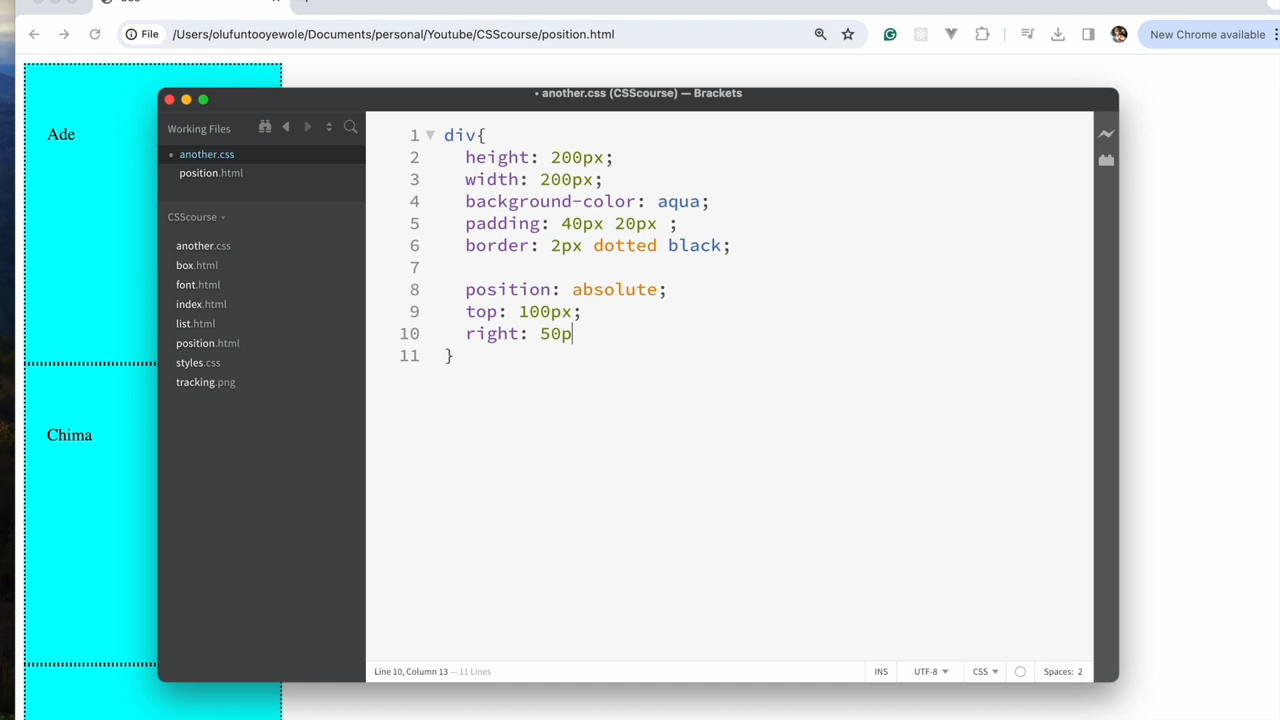 File
/Users/olufuntooyewole/Documents/personal/Youtube/CSScourse/position.html
New Chrome available
Ade
Chima
• another.css (CSScourse) — Brackets
Working Files
• another.css
position.html
CSScourse
another.css
box.html
font.html
index.html
list.html
position.html
styles.css
tracking.png
1 div{
2 height: 200px;
3 width: 200px;
4 background-color: aqua;
5 padding: 40px 20px ;
6 border: 2px dotted black;
7
8 position: absolute;
9 top: 100px;
10 right: 50p
11 }
Line 10, Column 13 — 11 Lines
INS
UTF-8
CSS
Spaces: 2